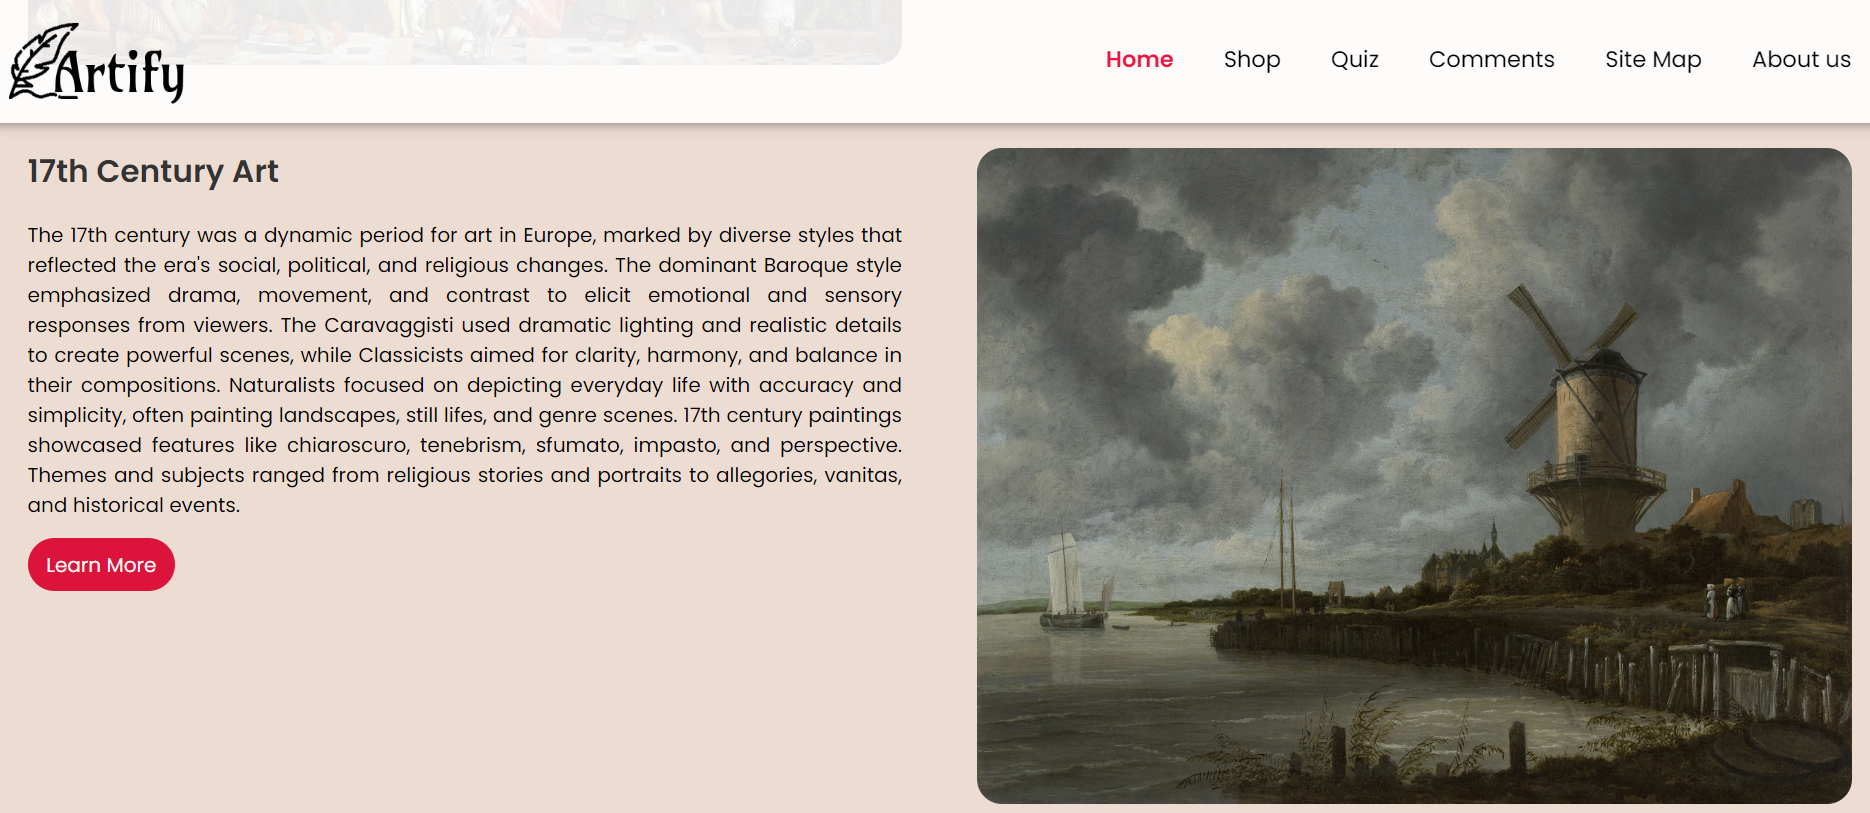 Artify
Home Shop Quiz Comments Site Map About us
17th Century Art
The 17th century was a dynamic period for art in Europe, marked by diverse styles that
reflected the era's social, political, and religious changes. The dominant Baroque style
emphasized drama, movement, and contrast to elicit emotional and sensory
responses from viewers. The Caravaggisti used dramatic lighting and realistic details
to create powerful scenes, while Classicists aimed for clarity, harmony, and balance in
their compositions. Naturalists focused on depicting everyday life with accuracy and
simplicity, often painting landscapes, still lifes, and genre scenes. 17th century paintings
showcased features like chiaroscuro, tenebrism, sfumato, impasto, and perspective.
Themes and subjects ranged from religious stories and portraits to allegories, vanitas,
and historical events.
Learn More